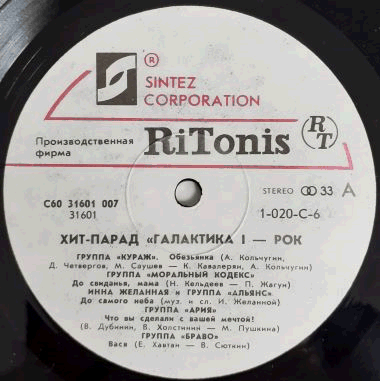 ®
SINTEZ
CORPORATION
Производственная
фирма
RiTonis
RT
С60 31601 007
31601
STEREO 33 A
1-020-С-6
ХИТ-ПАРАД «ГАЛАКТИКА I — РОК
ГРУППА «КУРАЖ». Обезьянка (А. Кольчугин,
Д. Четвергов, М. Саушев — К. Кавалерян, А. Кольчугин)
ГРУППА «МОРАЛЬНЫЙ КОДЕКС»
До свиданья, мама (Н. Кельдеев — П. Жагун)
ИННА ЖЕЛАННАЯ и ГРУППА «АЛЬЯНС»
До самого неба (муз. и сл. И. Желанной)
ГРУППА «АРИЯ»
Что вы сделали с вашей мечтой!
(В. Дубинин, В. Холстинин — М. Пушкина)
ГРУППА «БРАВО»
Вася (Е. Хавтан — В. Сюткин)